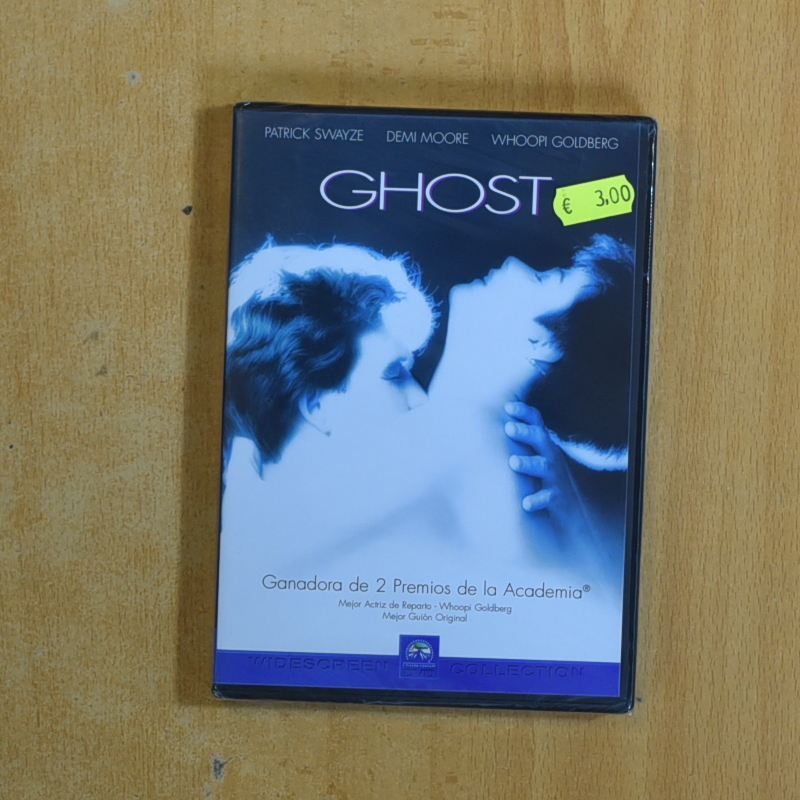 PATRICK SWAYZE DEMI MOORE WHOOPI GOLDBERG
GHOST
€ 3,00
Ganadora de 2 Premios de la Academia®
Mejor Actriz de Reparto - Whoopi Goldberg
Mejor Guión Original
WIDESCREEN COLLECTION